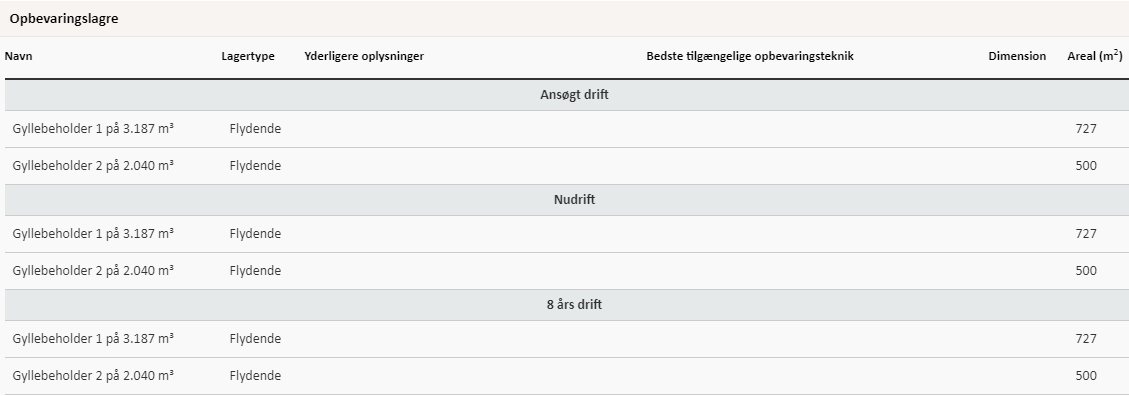 Opbevaringslagre
Navn Lagertype Yderligere oplysninger Bedste tilgængelige opbevaringsteknik Dimension Areal (m²)
Ansøgt drift
Gyllebeholder 1 på 3.187 m³ Flydende 727
Gyllebeholder 2 på 2.040 m³ Flydende 500
Nudrift
Gyllebeholder 1 på 3.187 m³ Flydende 727
Gyllebeholder 2 på 2.040 m³ Flydende 500
8 års drift
Gyllebeholder 1 på 3.187 m³ Flydende 727
Gyllebeholder 2 på 2.040 m³ Flydende 500